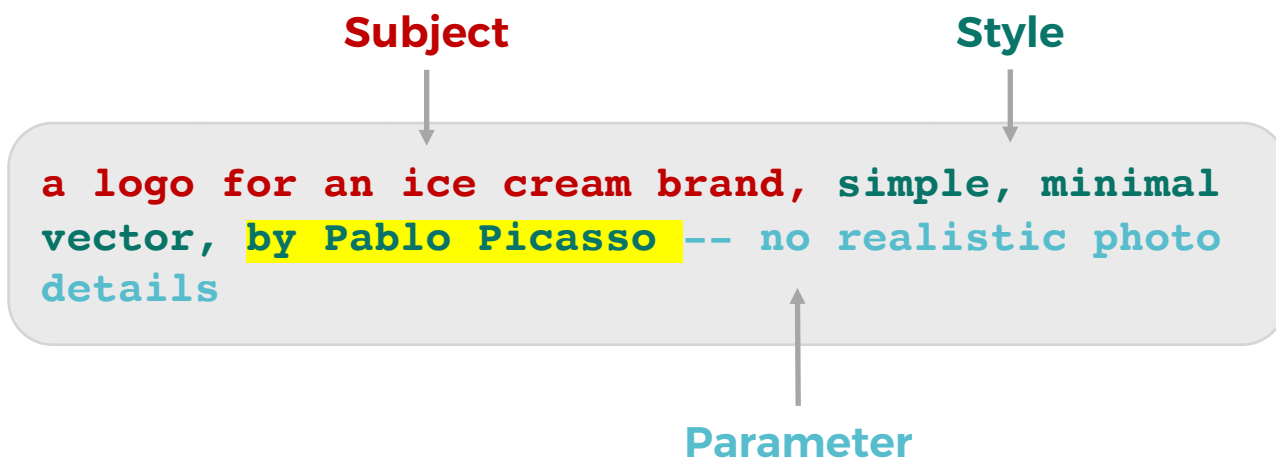 Subject
Style
a logo for an ice cream brand, simple, minimal
vector, by Pablo Picasso -- no realistic photo
details
Parameter